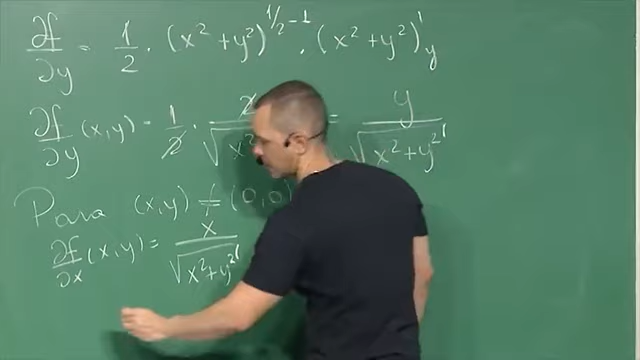 ∂f/∂y = 1/2 · (x² + y²)^(1/2 - 1) · (x² + y²)'_y
∂f/∂y (x,y) = 1/2 · 2 / √x² = y / √(x² + y²)
Para (x,y) ≠ (0,0)
∂f/∂x (x,y) = x / √(x² + y²)